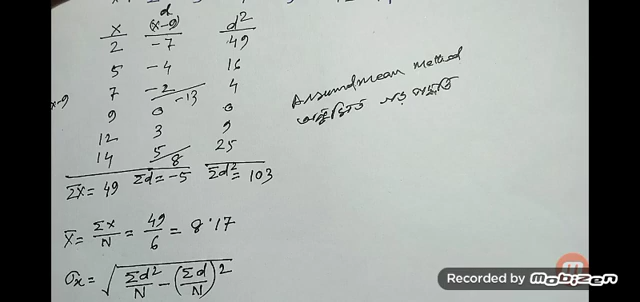 d
x (x-9) d²
2 -7 49
5 -4 16
7 -2 4
-13
9 0 0
12 3 9
14 5 25
8
Σx = 49 Σd = -5 Σd² = 103
x-9
Assumed mean method
X̄ = Σx/N = 49/6 = 8·17
σx = √(Σd²/N - (Σd/N)²)
Recorded by Mobizen